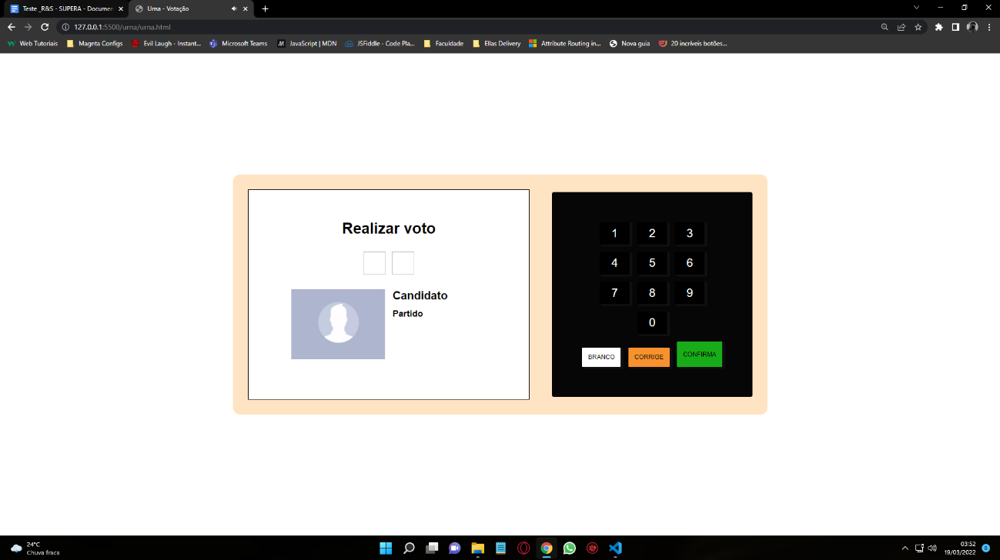 Teste _R&S - SUPERA - Documen
Urna - Votação
127.0.0.1:5500/urna/urna.html
Web Tutoriais
Magnta Configs
Evil Laugh - Instant...
Microsoft Teams
JavaScript | MDN
JSFiddle - Code Pla...
Faculdade
Ellas Delivery
Attribute Routing in...
Nova guia
20 incríveis botões...
Realizar voto
Candidato
Partido
1 2 3
4 5 6
7 8 9
0
BRANCO CORRIGE CONFIRMA
24°C
Chuva fraca
03:52
19/03/2022
8